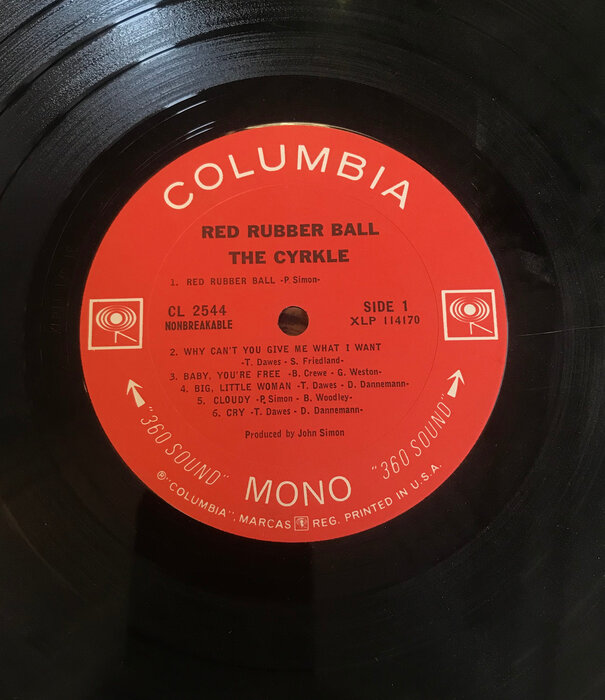 COLUMBIA
RED RUBBER BALL
THE CYRKLE
1. RED RUBBER BALL -P. Simon-
CL 2544
NONBREAKABLE
SIDE 1
XLP 114170
2. WHY CAN'T YOU GIVE ME WHAT I WANT
-T. Dawes - S. Friedland-
3. BABY, YOU'RE FREE -B. Crewe - G. Weston-
4. BIG, LITTLE WOMAN -T. Dawes - D. Dannemann-
5. CLOUDY -P. Simon - B. Woodley-
6. CRY -T. Dawes - D. Dannemann-
Produced by John Simon
"360 SOUND" MONO "360 SOUND"
® "COLUMBIA", MARCAS REG. PRINTED IN U.S.A.